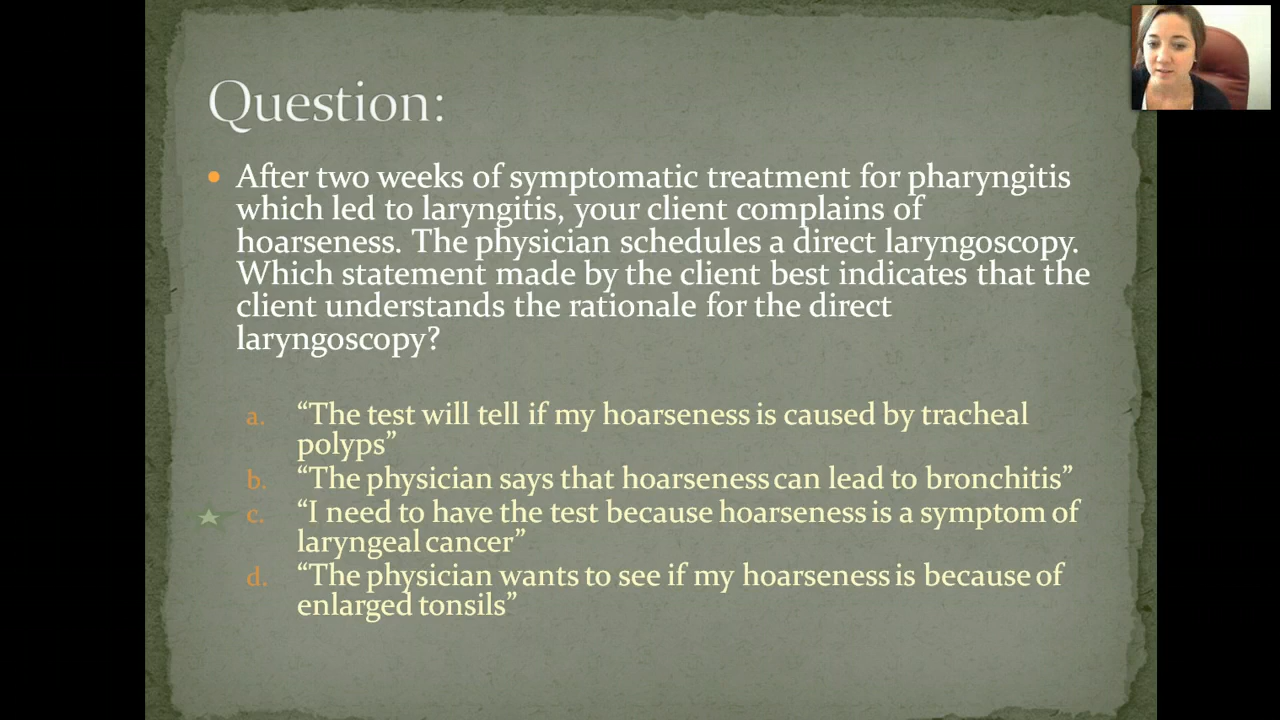 Question:
• After two weeks of symptomatic treatment for pharyngitis
which led to laryngitis, your client complains of
hoarseness. The physician schedules a direct laryngoscopy.
Which statement made by the client best indicates that the
client understands the rationale for the direct
laryngoscopy?
a. “The test will tell if my hoarseness is caused by tracheal
polyps”
b. “The physician says that hoarseness can lead to bronchitis”
c. “I need to have the test because hoarseness is a symptom of
laryngeal cancer”
d. “The physician wants to see if my hoarseness is because of
enlarged tonsils”